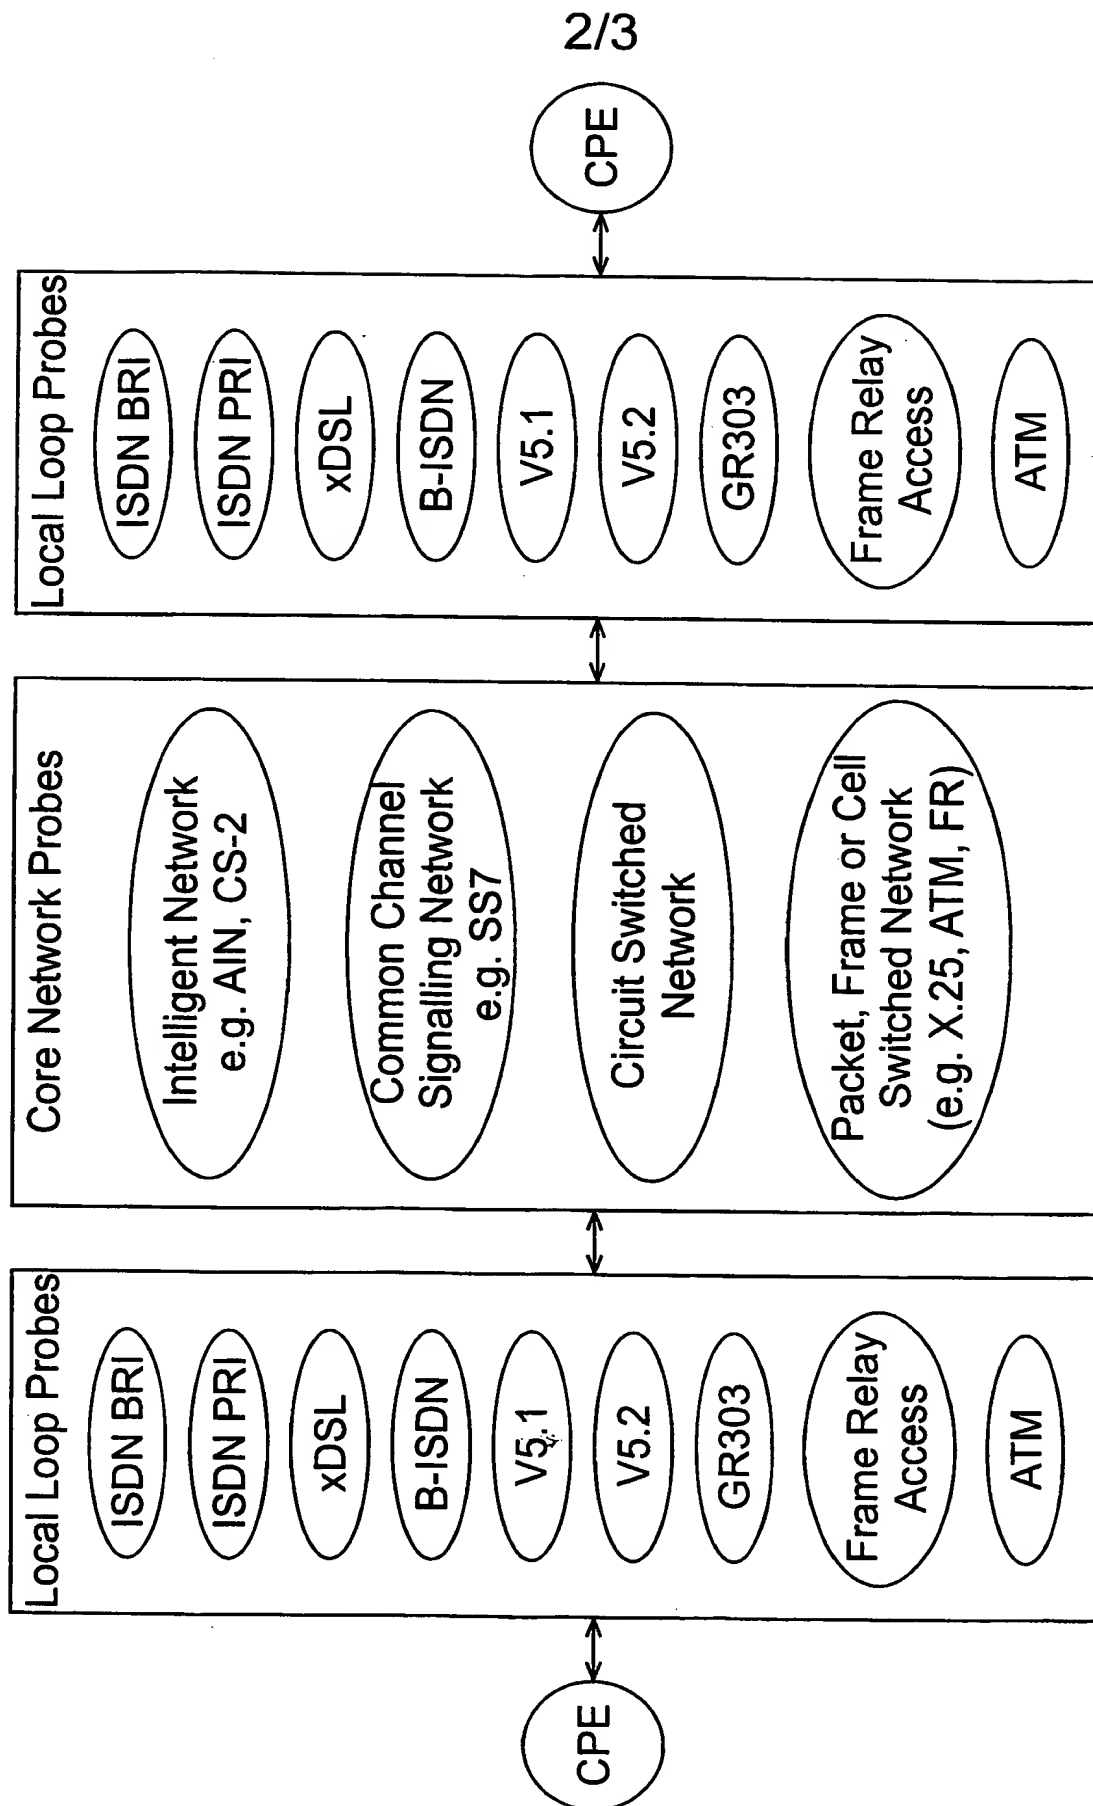 2/3
CPE
Local Loop Probes
ISDN BRI
ISDN PRI
xDSL
B-ISDN
V5.1
V5.2
GR303
Frame Relay
Access
ATM
Core Network Probes
Intelligent Network
e.g. AIN, CS-2
Common Channel
Signalling Network
e.g. SS7
Circuit Switched
Network
Packet, Frame or Cell
Switched Network
(e.g. X.25, ATM, FR)
Local Loop Probes
ISDN BRI
ISDN PRI
xDSL
B-ISDN
V5.1
V5.2
GR303
Frame Relay
Access
ATM
CPE